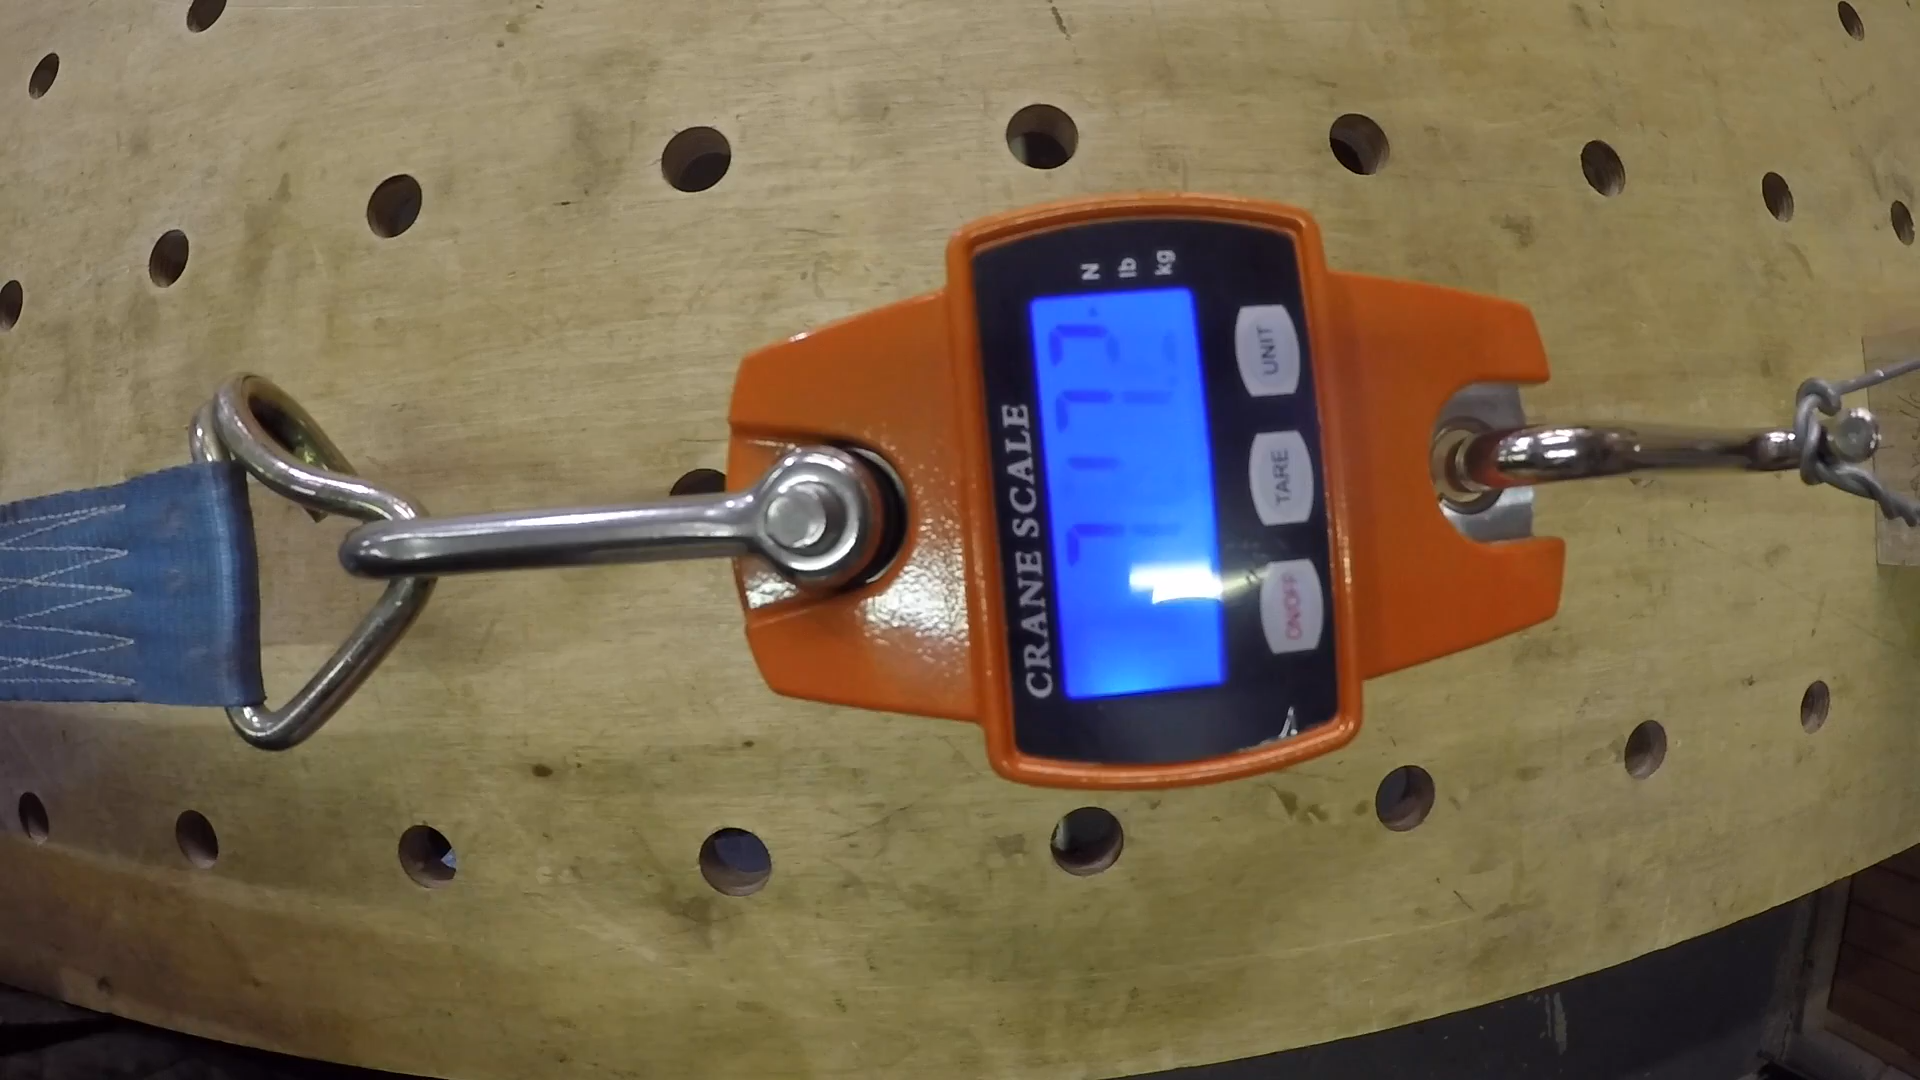 CRANE SCALE
N
lb
kg
ON/OFF
TARE
UNIT